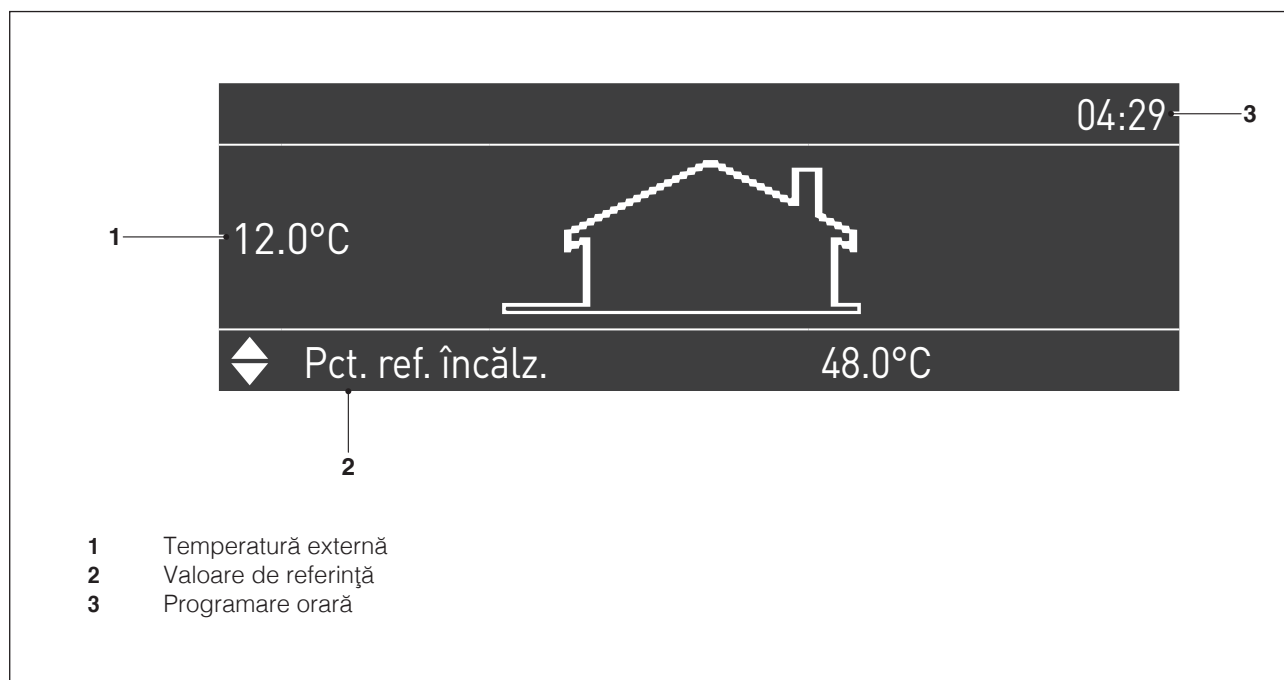 04:29
3
1
12.0°C
Pct. ref. încălz. 48.0°C
2
1 Temperatură externă
2 Valoare de referinţă
3 Programare orară